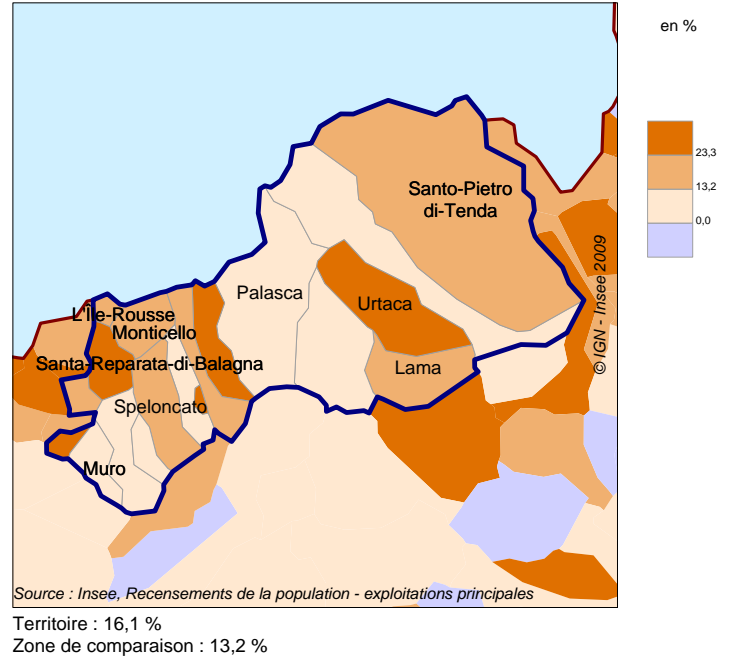 en %
23,3
13,2
0,0
Santo-Pietro
di-Tenda
Palasca
Urtaca
L'Île-Rousse
Monticello
Santa-Reparata-di-Balagna
Lama
Speloncato
Muro
© IGN - Insee 2009
Source : Insee, Recensements de la population - exploitations principales
Territoire : 16,1 %
Zone de comparaison : 13,2 %